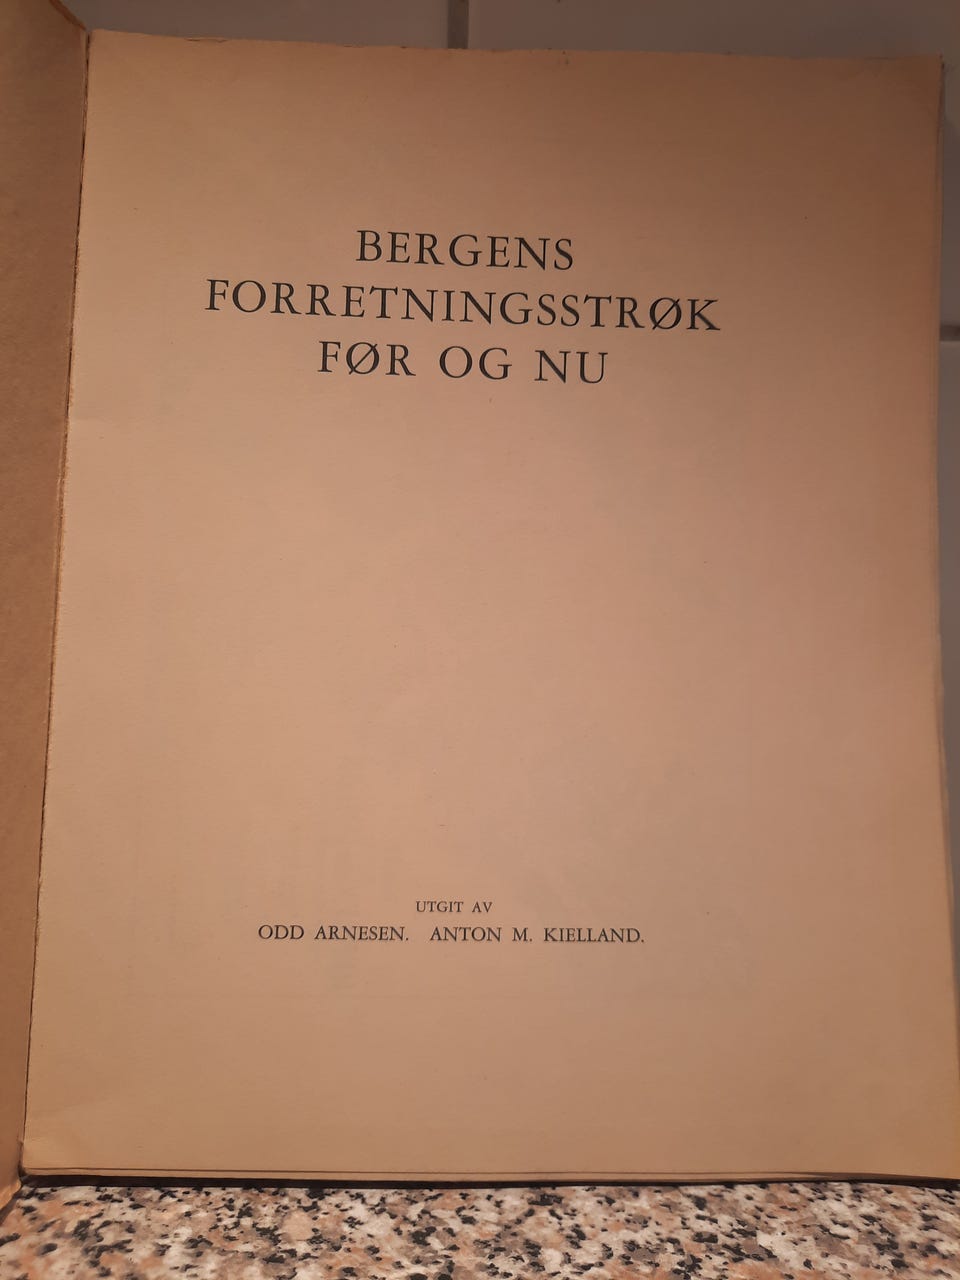 BERGENS
FORRETNINGSSTRØK
FØR OG NU
UTGIT AV
ODD ARNESEN. ANTON M. KIELLAND.